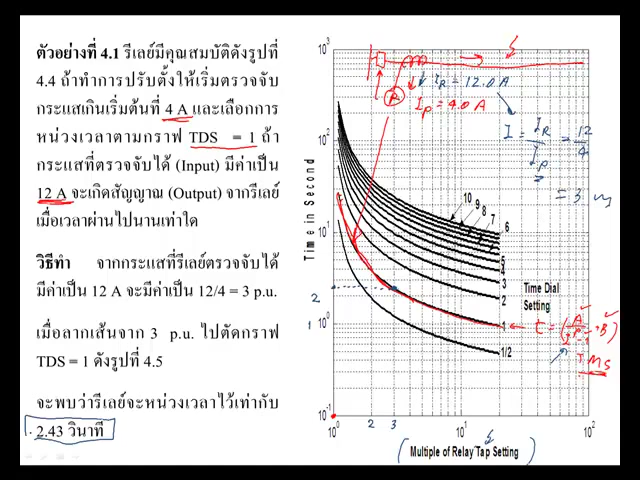 ตัวอย่างที่ 4.1 รีเลย์มีคุณสมบัติดังรูปที่
4.4 ถ้าทำการปรับตั้งให้เริ่มตรวจจับ
กระแสเกินเริ่มต้นที่ 4 A และเลือกการ
หน่วงเวลาตามกราฟ TDS = 1 ถ้า
กระแสที่ตรวจจับได้ (Input) มีค่าเป็น
12 A จะเกิดสัญญาณ (Output) จากรีเลย์
เมื่อเวลาผ่านไปนานเท่าใด
วิธีทำ จากกระแสที่รีเลย์ตรวจจับได้
มีค่าเป็น 12 A จะมีค่าเป็น 12/4 = 3 p.u.
เมื่อลากเส้นจาก 3 p.u. ไปตัดกราฟ
TDS = 1 ดังรูปที่ 4.5
จะพบว่ารีเลย์จะหน่วงเวลาไว้เท่ากับ
2.43 วินาที
10³
10²
10¹
10⁰
10⁻¹
Time in Second
R
I_R = 12.0 A
I_P = 4.0 A
I = I_R / I_P = 12/4
= 3
10
9
8
7
6
5
4
3
2
1
1/2
Time Dial
Setting
2
t = (A
+B)
TMS
10⁰
2
3
10¹
10²
(Multiple of Relay Tap Setting)